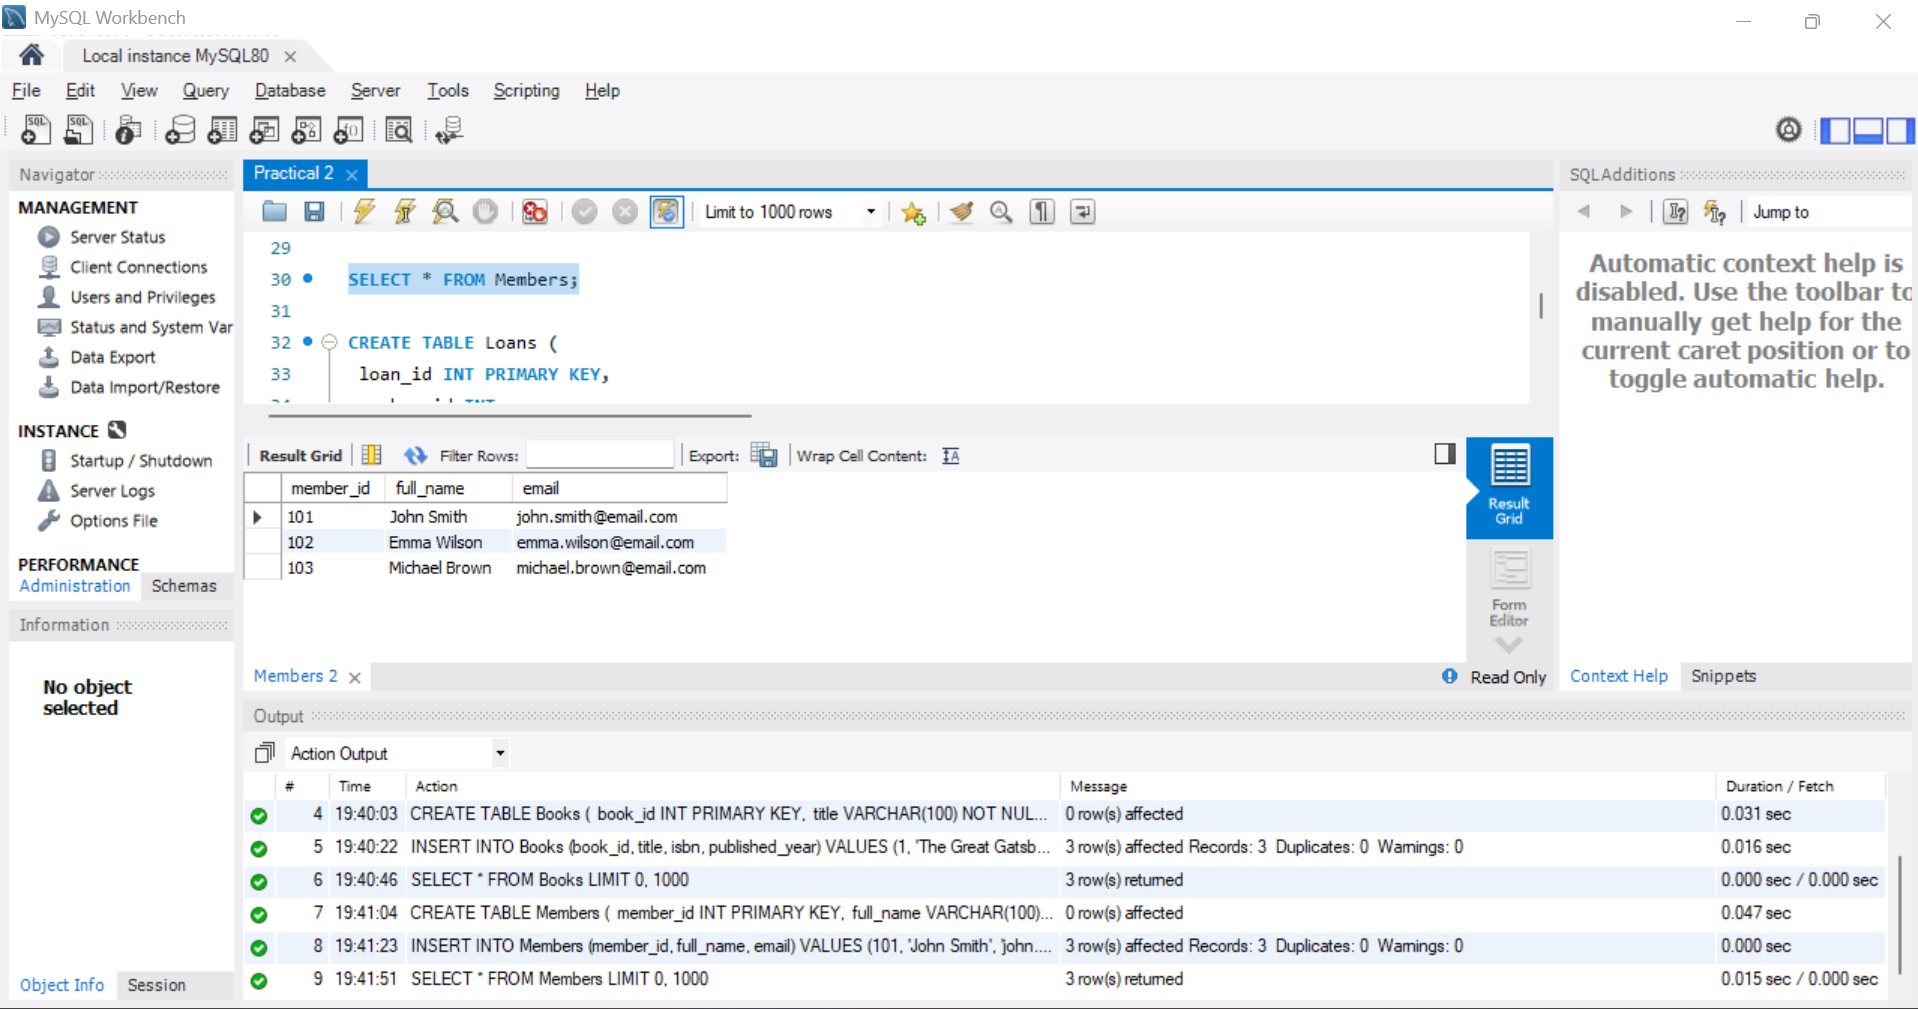 MySQL Workbench
Local instance MySQL80
File Edit View Query Database Server Tools Scripting Help
Navigator
MANAGEMENT
Server Status
Client Connections
Users and Privileges
Status and System Var
Data Export
Data Import/Restore
INSTANCE
Startup / Shutdown
Server Logs
Options File
PERFORMANCE
Administration Schemas
Information
No object
selected
Object Info Session
Practical 2
Limit to 1000 rows
29
30 SELECT * FROM Members;
31
32 CREATE TABLE Loans (
33 loan_id INT PRIMARY KEY,
Result Grid Filter Rows: Export: Wrap Cell Content:
member_id full_name email
101 John Smith john.smith@email.com
102 Emma Wilson emma.wilson@email.com
103 Michael Brown michael.brown@email.com
Result
Grid
Form
Editor
Members 2 Read Only
SQLAdditions
Jump to
Automatic context help is
disabled. Use the toolbar to
manually get help for the
current caret position or to
toggle automatic help.
Context Help Snippets
Output
Action Output
# Time Action Message Duration / Fetch
4 19:40:03 CREATE TABLE Books ( book_id INT PRIMARY KEY, title VARCHAR(100) NOT NUL... 0 row(s) affected 0.031 sec
5 19:40:22 INSERT INTO Books (book_id, title, isbn, published_year) VALUES (1, 'The Great Gatsb... 3 row(s) affected Records: 3 Duplicates: 0 Warnings: 0 0.016 sec
6 19:40:46 SELECT * FROM Books LIMIT 0, 1000 3 row(s) returned 0.000 sec / 0.000 sec
7 19:41:04 CREATE TABLE Members ( member_id INT PRIMARY KEY, full_name VARCHAR(100)... 0 row(s) affected 0.047 sec
8 19:41:23 INSERT INTO Members (member_id, full_name, email) VALUES (101, 'John Smith', 'john.... 3 row(s) affected Records: 3 Duplicates: 0 Warnings: 0 0.000 sec
9 19:41:51 SELECT * FROM Members LIMIT 0, 1000 3 row(s) returned 0.015 sec / 0.000 sec